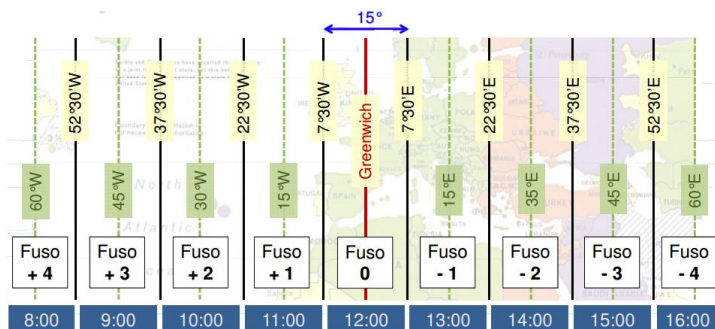 15°
52°30'W
37°30'W
22°30'W
7°30'W
Greenwich
7°30'E
22°30'E
37°30'E
52°30'E
60°W
45°W
30°W
15°W
15°E
35°E
45°E
60°E
North
Atlantic
UKRAINE
Fuso + 4
Fuso + 3
Fuso + 2
Fuso + 1
Fuso 0
Fuso - 1
Fuso - 2
Fuso - 3
Fuso - 4
8:00
9:00
10:00
11:00
12:00
13:00
14:00
15:00
16:00